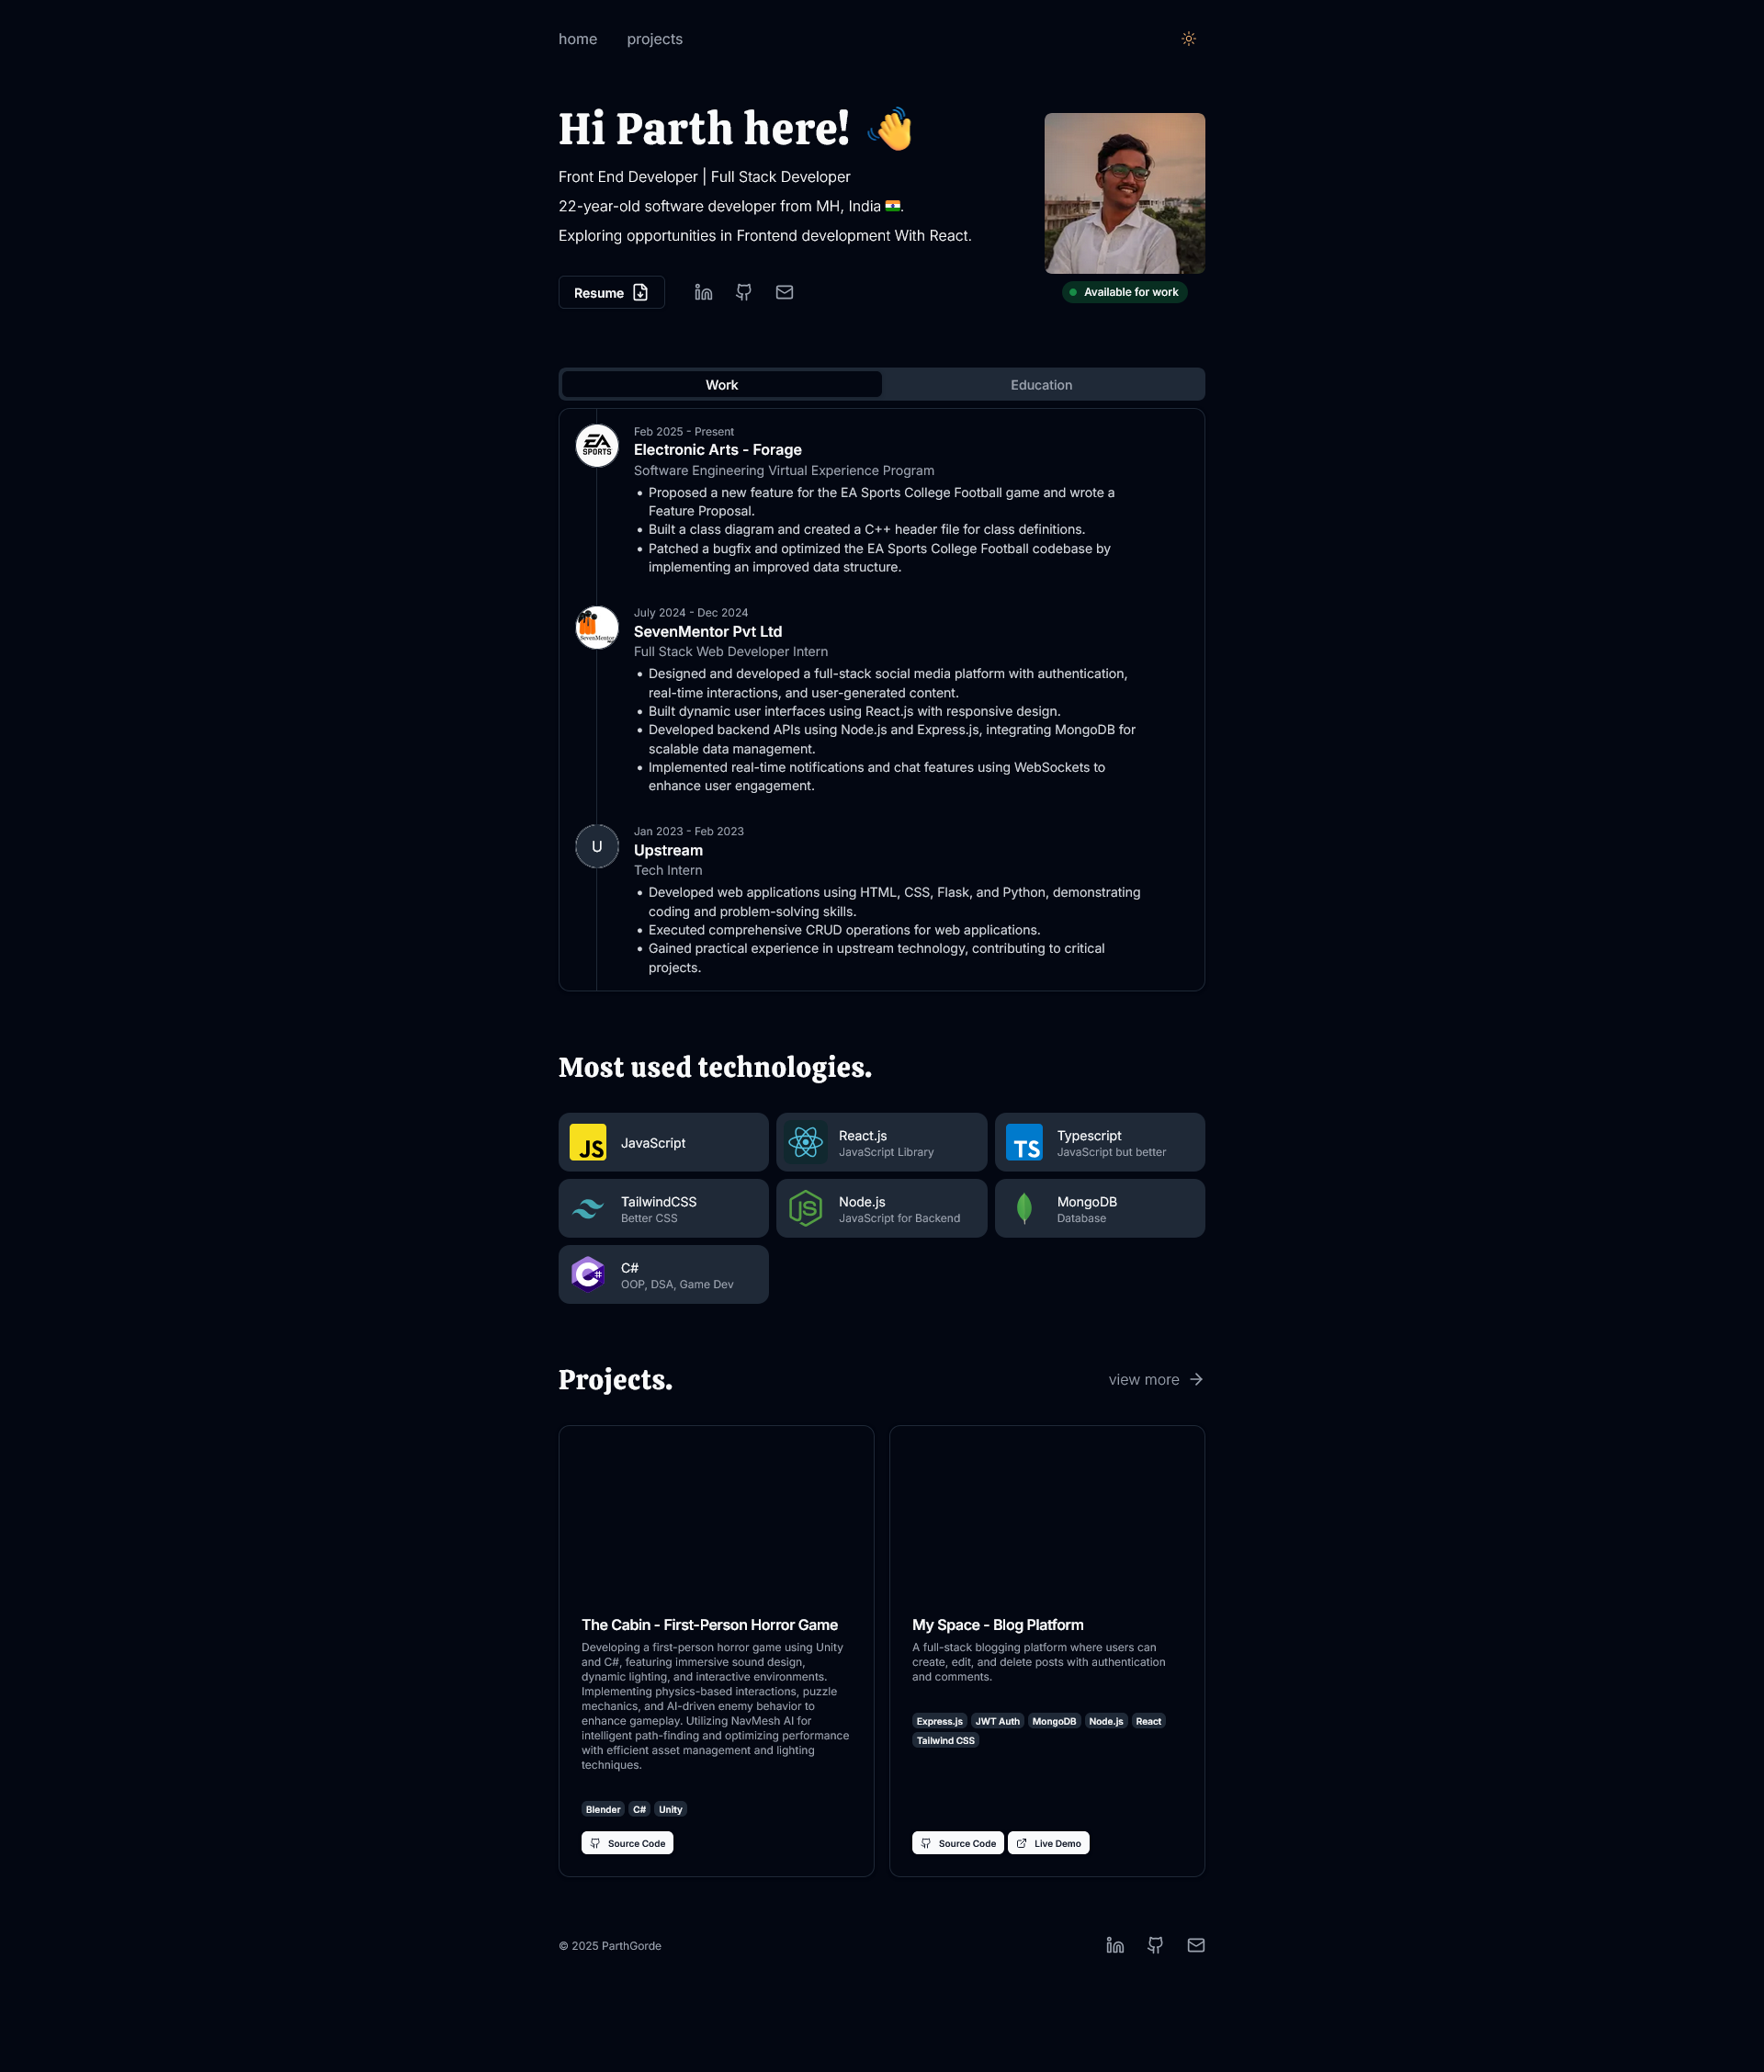 home projects
Hi Parth here! 👋
Front End Developer | Full Stack Developer
22-year-old software developer from MH, India 🇮🇳.
Exploring opportunities in Frontend development With React.
Resume
Available for work
Work Education
EA SPORTS
Feb 2025 - Present
Electronic Arts - Forage
Software Engineering Virtual Experience Program
• Proposed a new feature for the EA Sports College Football game and wrote a
Feature Proposal.
• Built a class diagram and created a C++ header file for class definitions.
• Patched a bugfix and optimized the EA Sports College Football codebase by
implementing an improved data structure.
SevenMentor
July 2024 - Dec 2024
SevenMentor Pvt Ltd
Full Stack Web Developer Intern
• Designed and developed a full-stack social media platform with authentication,
real-time interactions, and user-generated content.
• Built dynamic user interfaces using React.js with responsive design.
• Developed backend APIs using Node.js and Express.js, integrating MongoDB for
scalable data management.
• Implemented real-time notifications and chat features using WebSockets to
enhance user engagement.
U
Jan 2023 - Feb 2023
Upstream
Tech Intern
• Developed web applications using HTML, CSS, Flask, and Python, demonstrating
coding and problem-solving skills.
• Executed comprehensive CRUD operations for web applications.
• Gained practical experience in upstream technology, contributing to critical
projects.
Most used technologies.
JS JavaScript
React.js
JavaScript Library
TS Typescript
JavaScript but better
TailwindCSS
Better CSS
JS Node.js
JavaScript for Backend
MongoDB
Database
C# C#
OOP, DSA, Game Dev
Projects.
view more
The Cabin - First-Person Horror Game
Developing a first-person horror game using Unity
and C#, featuring immersive sound design,
dynamic lighting, and interactive environments.
Implementing physics-based interactions, puzzle
mechanics, and AI-driven enemy behavior to
enhance gameplay. Utilizing NavMesh AI for
intelligent path-finding and optimizing performance
with efficient asset management and lighting
techniques.
Blender C# Unity
Source Code
My Space - Blog Platform
A full-stack blogging platform where users can
create, edit, and delete posts with authentication
and comments.
Express.js JWT Auth MongoDB Node.js React
Tailwind CSS
Source Code Live Demo
© 2025 ParthGorde